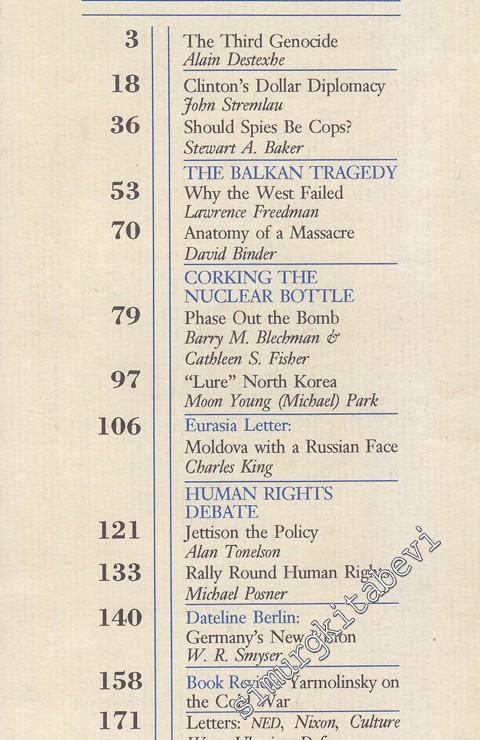 3 The Third Genocide
Alain Destexhe
18 Clinton's Dollar Diplomacy
John Stremlau
36 Should Spies Be Cops?
Stewart A. Baker
THE BALKAN TRAGEDY
53 Why the West Failed
Lawrence Freedman
70 Anatomy of a Massacre
David Binder
CORKING THE
NUCLEAR BOTTLE
79 Phase Out the Bomb
Barry M. Blechman &
Cathleen S. Fisher
97 “Lure” North Korea
Moon Young (Michael) Park
106 Eurasia Letter:
Moldova with a Russian Face
Charles King
HUMAN RIGHTS
DEBATE
121 Jettison the Policy
Alan Tonelson
133 Rally Round Human
Michael Posner
140 Dateline Berlin:
Germany's New
W. R. Smyser
158 Book Yarmolinsky on
the War
171 Letters: NED, Nixon, Culture
simurgkitabevi